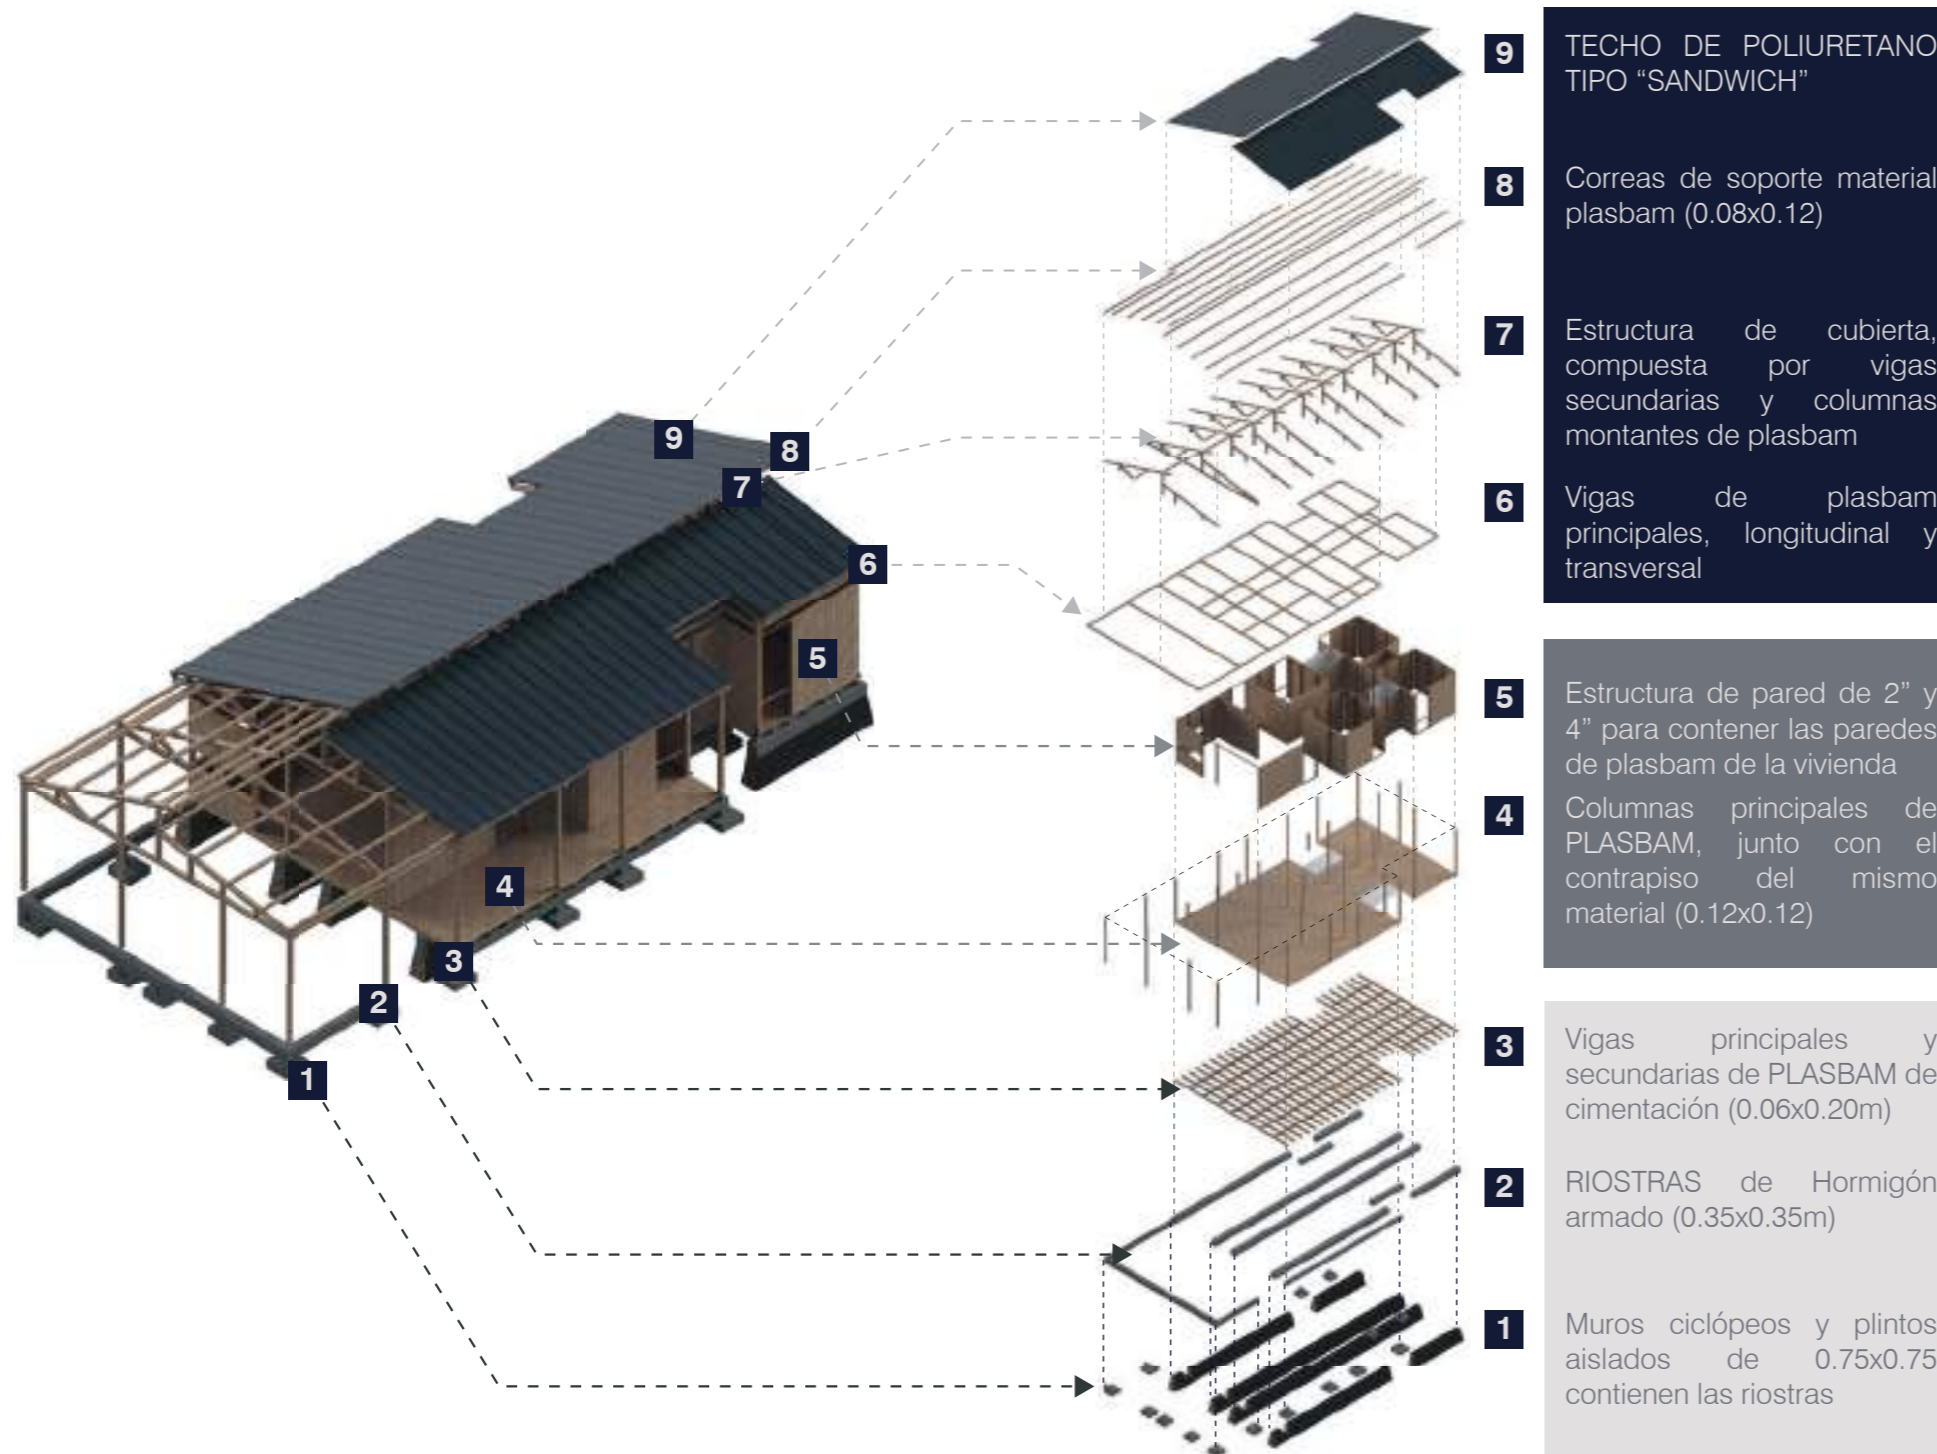 9
TECHO DE POLIURETANO
TIPO “SANDWICH”
8
Correas de soporte material
plasbam (0.08x0.12)
7
Estructura de cubierta,
compuesta por vigas
secundarias y columnas
montantes de plasbam
6
Vigas de plasbam
principales, longitudinal y
transversal
5
Estructura de pared de 2” y
4” para contener las paredes
de plasbam de la vivienda
4
Columnas principales de
PLASBAM, junto con el
contrapiso del mismo
material (0.12x0.12)
3
Vigas principales y
secundarias de PLASBAM de
cimentación (0.06x0.20m)
2
RIOSTRAS de Hormigón
armado (0.35x0.35m)
1
Muros ciclópeos y plintos
aislados de 0.75x0.75
contienen las riostras
9
8
7
6
5
4
3
2
1